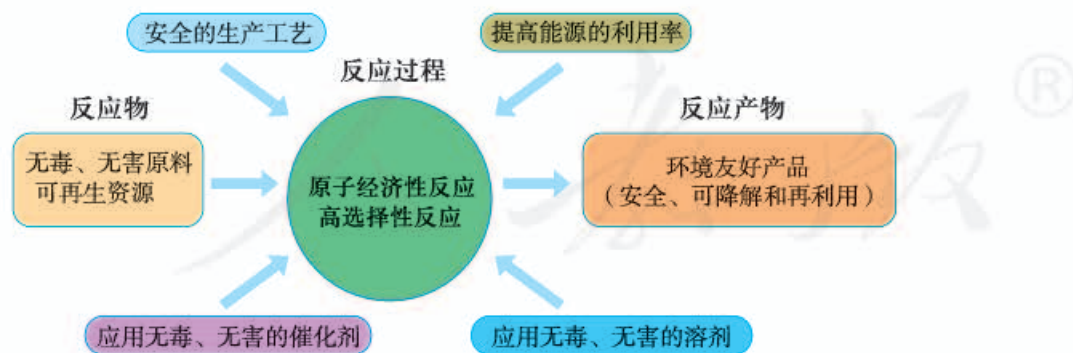 安全的生产工艺
提高能源的利用率
反应过程
反应物
反应产物
无毒、无害原料
可再生资源
原子经济性反应
高选择性反应
环境友好产品
（安全、可降解和再利用）
应用无毒、无害的催化剂
应用无毒、无害的溶剂
人教版®